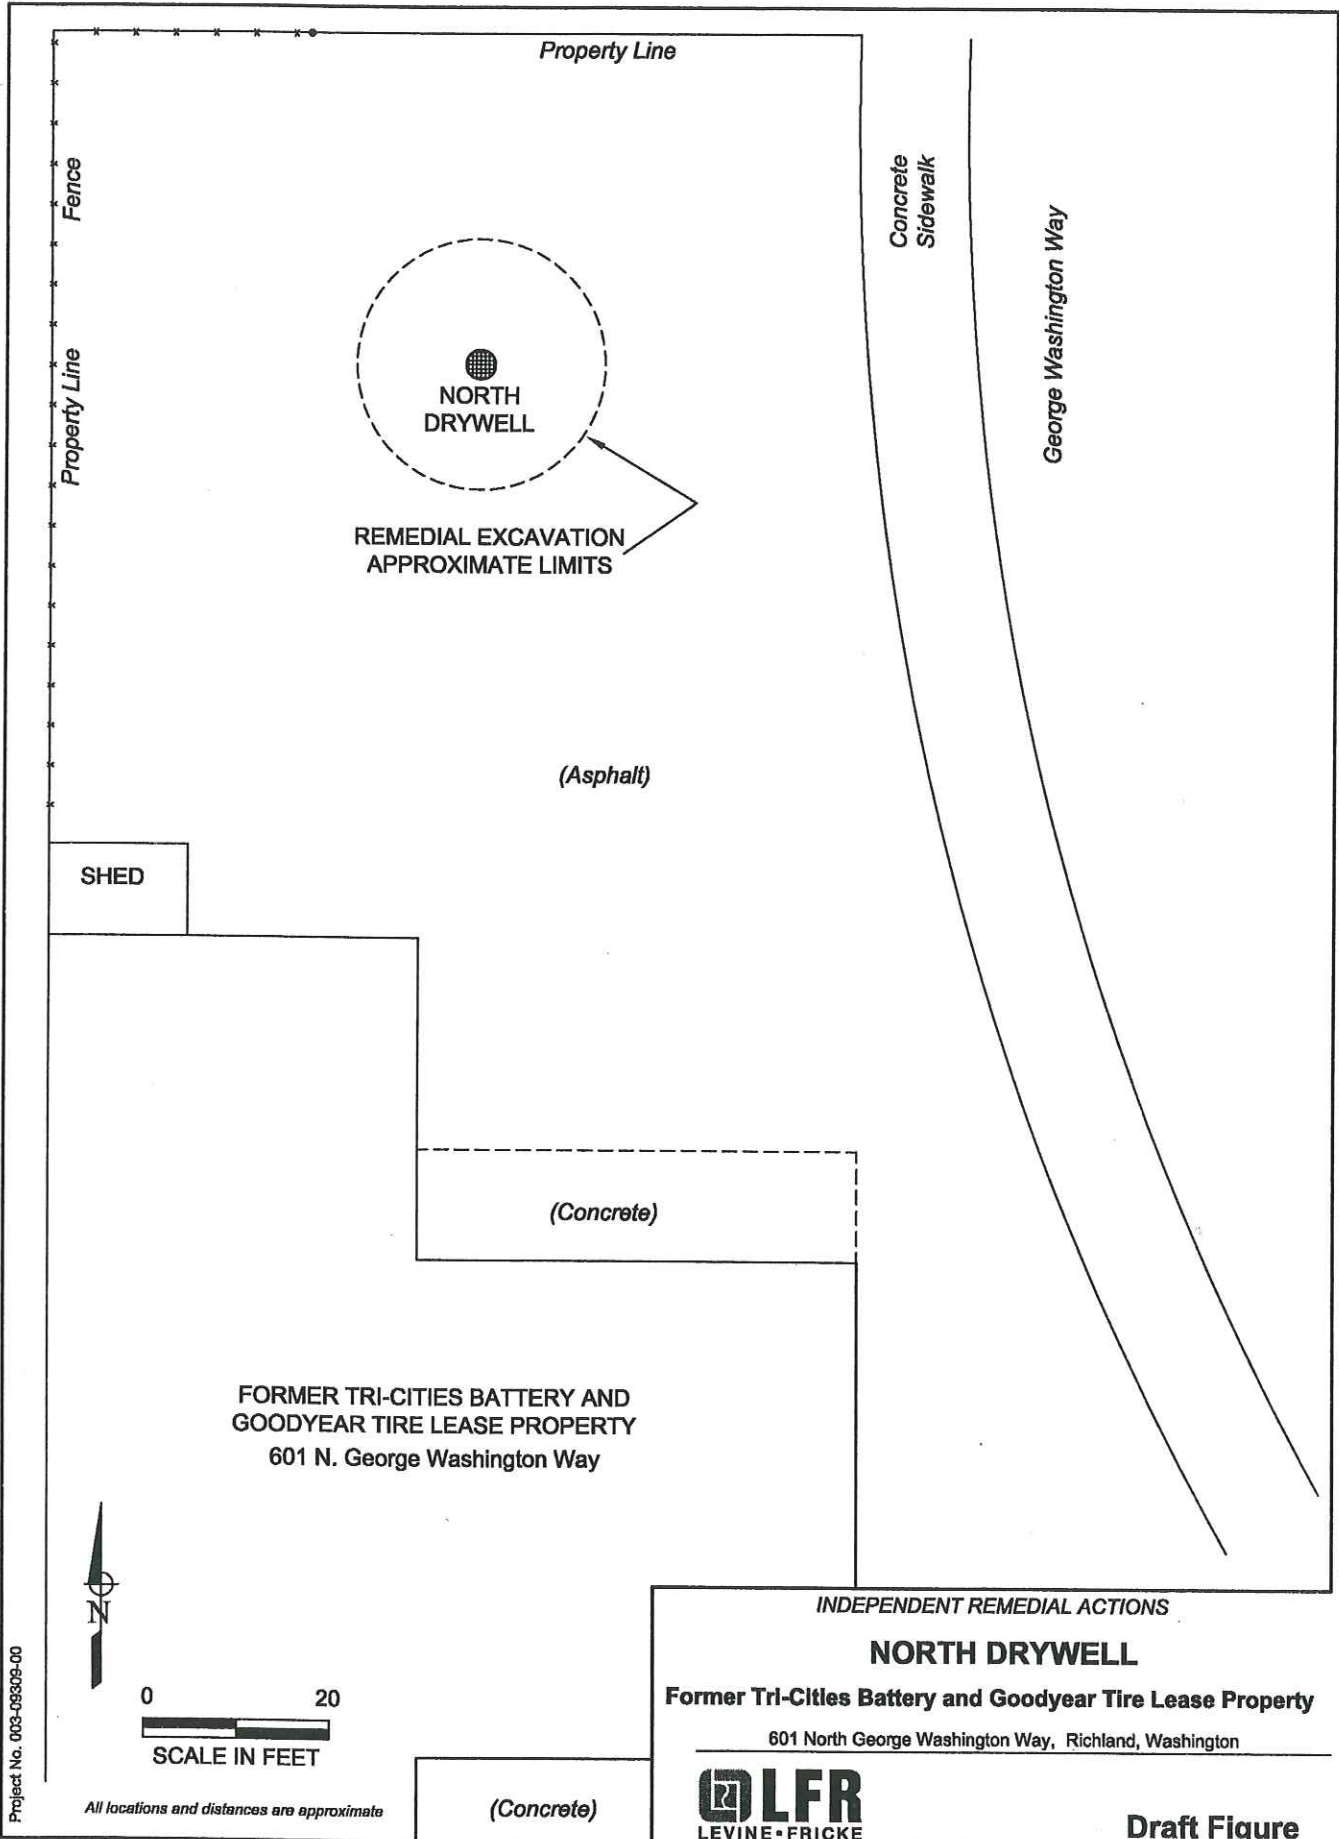 Property Line
Fence
Property Line
Concrete
Sidewalk
George Washington Way
NORTH
DRYWELL
REMEDIAL EXCAVATION
APPROXIMATE LIMITS
(Asphalt)
SHED
(Concrete)
FORMER TRI-CITIES BATTERY AND
GOODYEAR TIRE LEASE PROPERTY
601 N. George Washington Way
N
0 20
SCALE IN FEET
All locations and distances are approximate
(Concrete)
Project No. 003-09309-00
INDEPENDENT REMEDIAL ACTIONS
NORTH DRYWELL
Former Tri-Cities Battery and Goodyear Tire Lease Property
601 North George Washington Way, Richland, Washington
LFR
LEVINE•FRICKE
Draft Figure